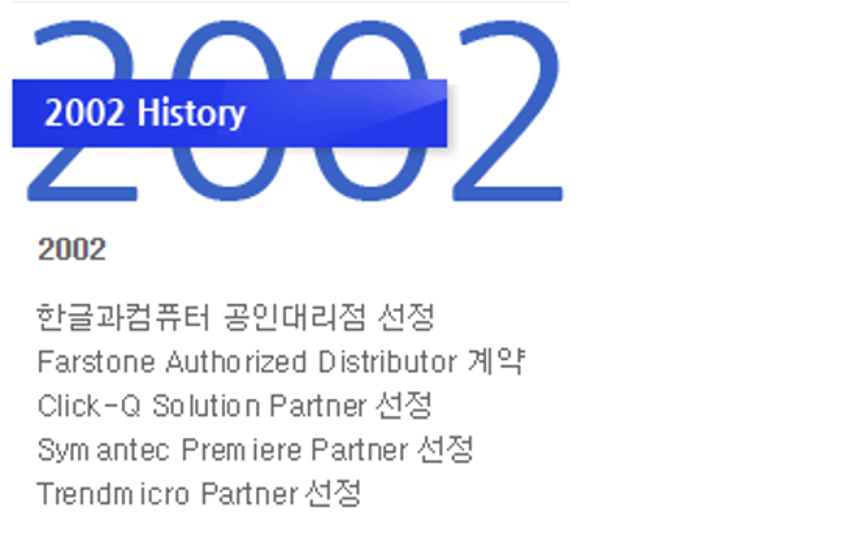 2002
2002 History
2002
한글과컴퓨터 공인대리점 선정
Farstone Authorized Distributor 계약
Click-Q Solution Partner 선정
Symantec Premiere Partner 선정
Trendmicro Partner 선정